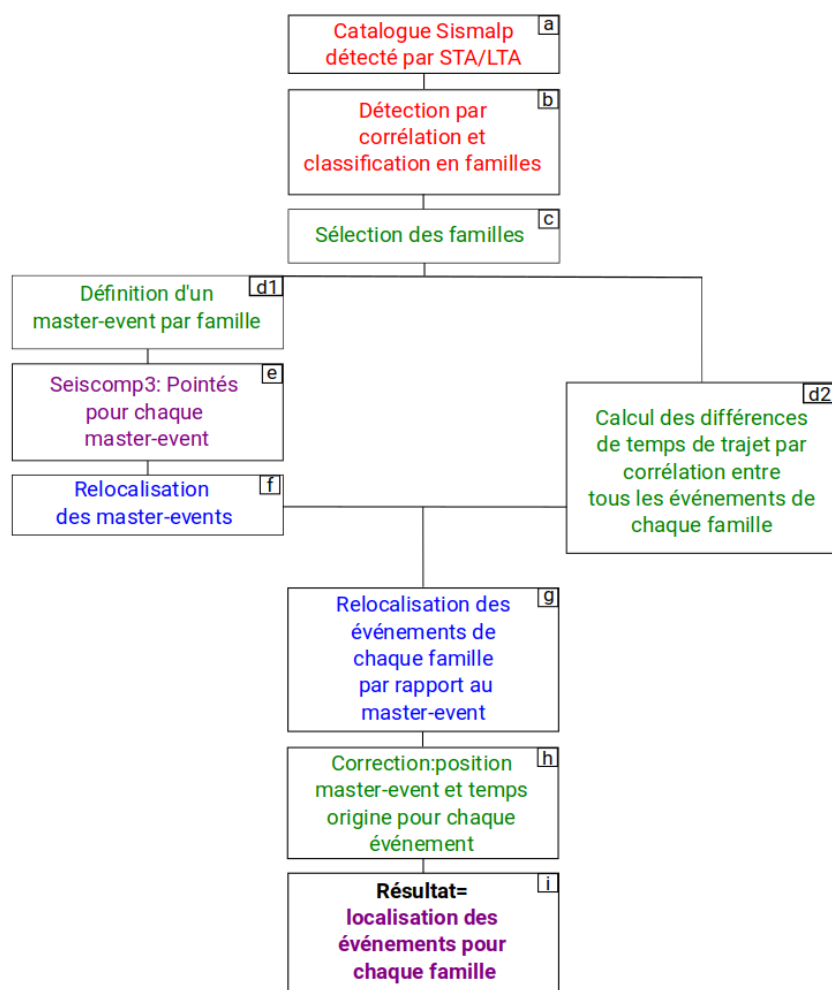 a
Catalogue Sismalp
détecté par STA/LTA
b
Détection par
corrélation et
classification en familles
c
Sélection des familles
d1
Définition d'un
master-event par famille
e
Seiscomp3: Pointés
pour chaque
master-event
f
Relocalisation
des master-events
d2
Calcul des différences
de temps de trajet par
corrélation entre
tous les événements de
chaque famille
g
Relocalisation des
événements de
chaque famille
par rapport au
master-event
h
Correction:position
master-event et temps
origine pour chaque
événement
i
Résultat=
localisation des
événements pour
chaque famille